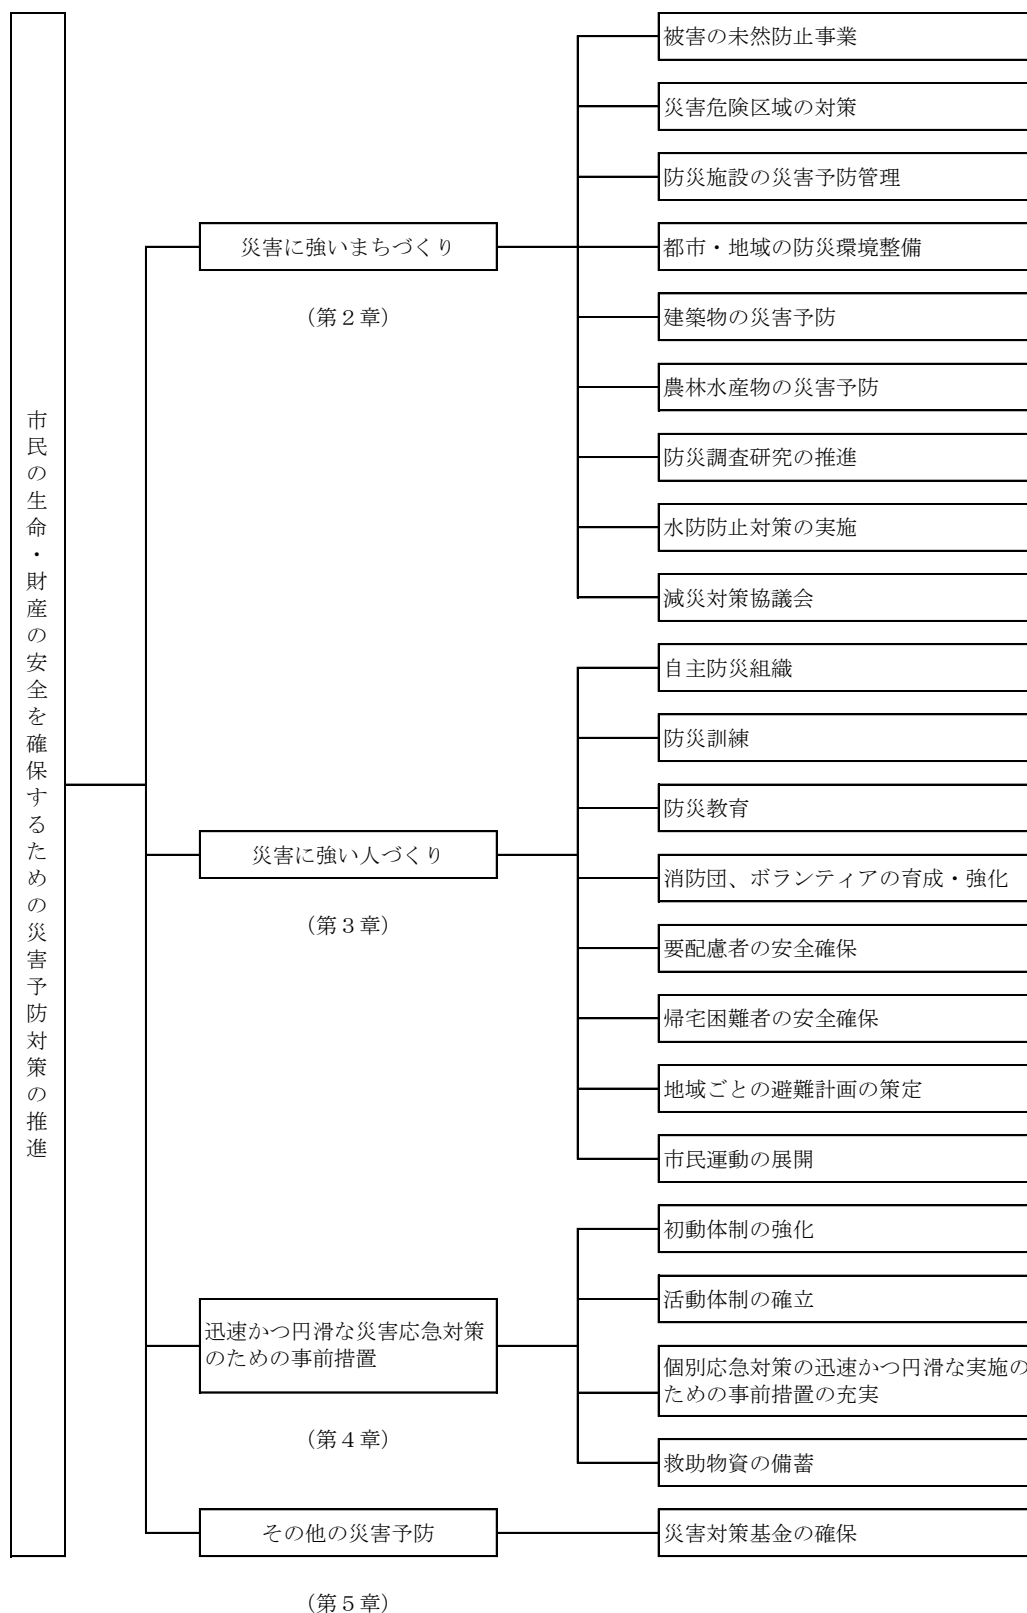 市民の生命・財産の安全を確保するための災害予防対策の推進
災害に強いまちづくり
（第２章）
被害の未然防止事業
災害危険区域の対策
防災施設の災害予防管理
都市・地域の防災環境整備
建築物の災害予防
農林水産物の災害予防
防災調査研究の推進
水防防止対策の実施
減災対策協議会
災害に強い人づくり
（第３章）
自主防災組織
防災訓練
防災教育
消防団、ボランティアの育成・強化
要配慮者の安全確保
帰宅困難者の安全確保
地域ごとの避難計画の策定
市民運動の展開
迅速かつ円滑な災害応急対策
のための事前措置
（第４章）
初動体制の強化
活動体制の確立
個別応急対策の迅速かつ円滑な実施の
ための事前措置の充実
救助物資の備蓄
その他の災害予防
（第５章）
災害対策基金の確保